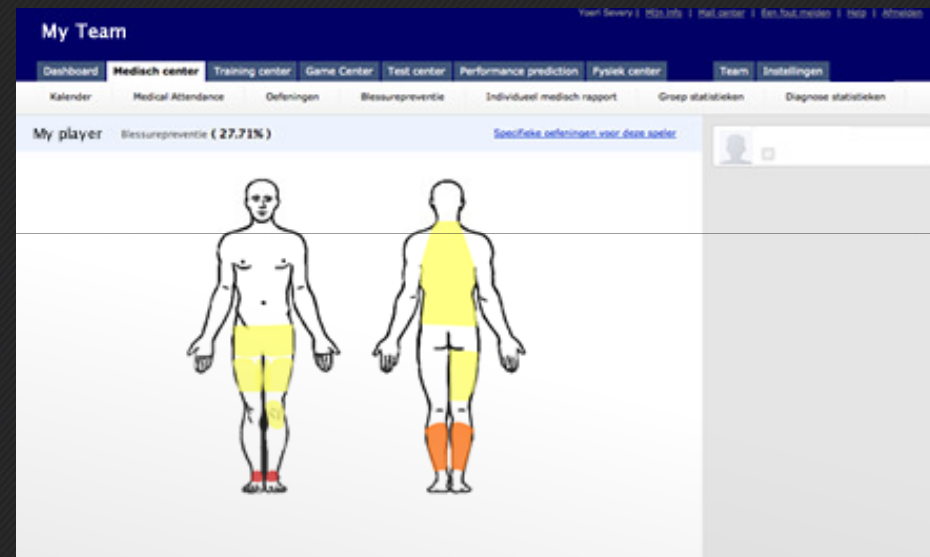 Yoeri Severy | Mijn info | Mail center | Een fout melden | Help | Afmelden
My Team
Dashboard Medisch center Training center Game Center Test center Performance prediction Fysiek center Team Instellingen
Kalender Medical Attendance Oefeningen Blessurepreventie Individueel medisch rapport Groep statistieken Diagnose statistieken
My player Blessurepreventie ( 27.71% ) Specifieke oefeningen voor deze speler